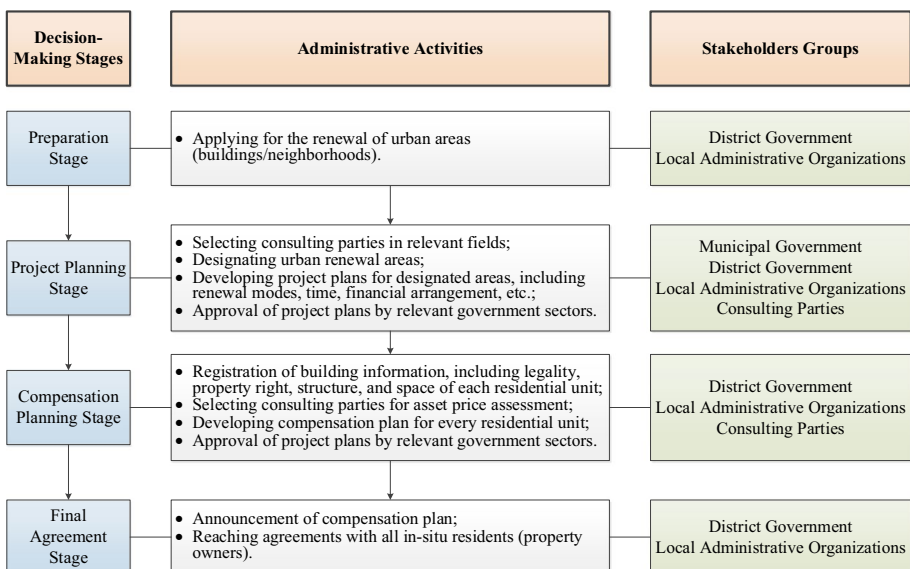 Decision-
Making Stages
Administrative Activities
Stakeholders Groups
Preparation
Stage
• Applying for the renewal of urban areas
(buildings/neighborhoods).
District Government
Local Administrative Organizations
Project Planning
Stage
• Selecting consulting parties in relevant fields;
• Designating urban renewal areas;
• Developing project plans for designated areas, including
renewal modes, time, financial arrangement, etc.;
• Approval of project plans by relevant government sectors.
Municipal Government
District Government
Local Administrative Organizations
Consulting Parties
Compensation
Planning Stage
• Registration of building information, including legality,
property right, structure, and space of each residential unit;
• Selecting consulting parties for asset price assessment;
• Developing compensation plan for every residential unit;
• Approval of project plans by relevant government sectors.
District Government
Local Administrative Organizations
Consulting Parties
Final
Agreement
Stage
• Announcement of compensation plan;
• Reaching agreements with all in-situ residents (property
owners).
District Government
Local Administrative Organizations